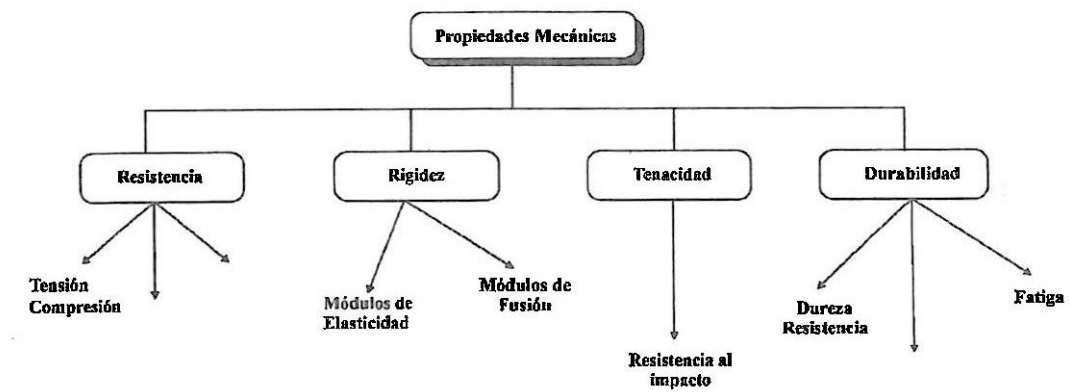 Propiedades Mecánicas
Resistencia
Rigidez
Tenacidad
Durabilidad
Tensión
Compresión
Módulos de
Elasticidad
Módulos de
Fusión
Resistencia al
impacto
Dureza
Resistencia
Fatiga